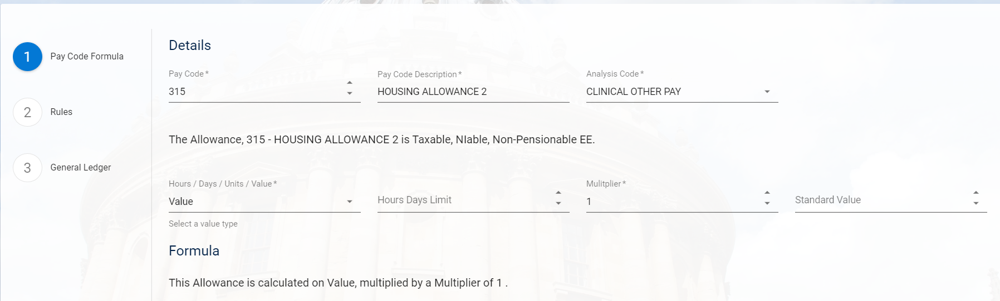 1 Pay Code Formula
2 Rules
3 General Ledger
Details
Pay Code *
315
Pay Code Description *
HOUSING ALLOWANCE 2
Analysis Code *
CLINICAL OTHER PAY
The Allowance, 315 - HOUSING ALLOWANCE 2 is Taxable, NIable, Non-Pensionable EE.
Hours / Days / Units / Value *
Value
Select a value type
Hours Days Limit
Mulitplier *
1
Standard Value
Formula
This Allowance is calculated on Value, multiplied by a Multiplier of 1 .